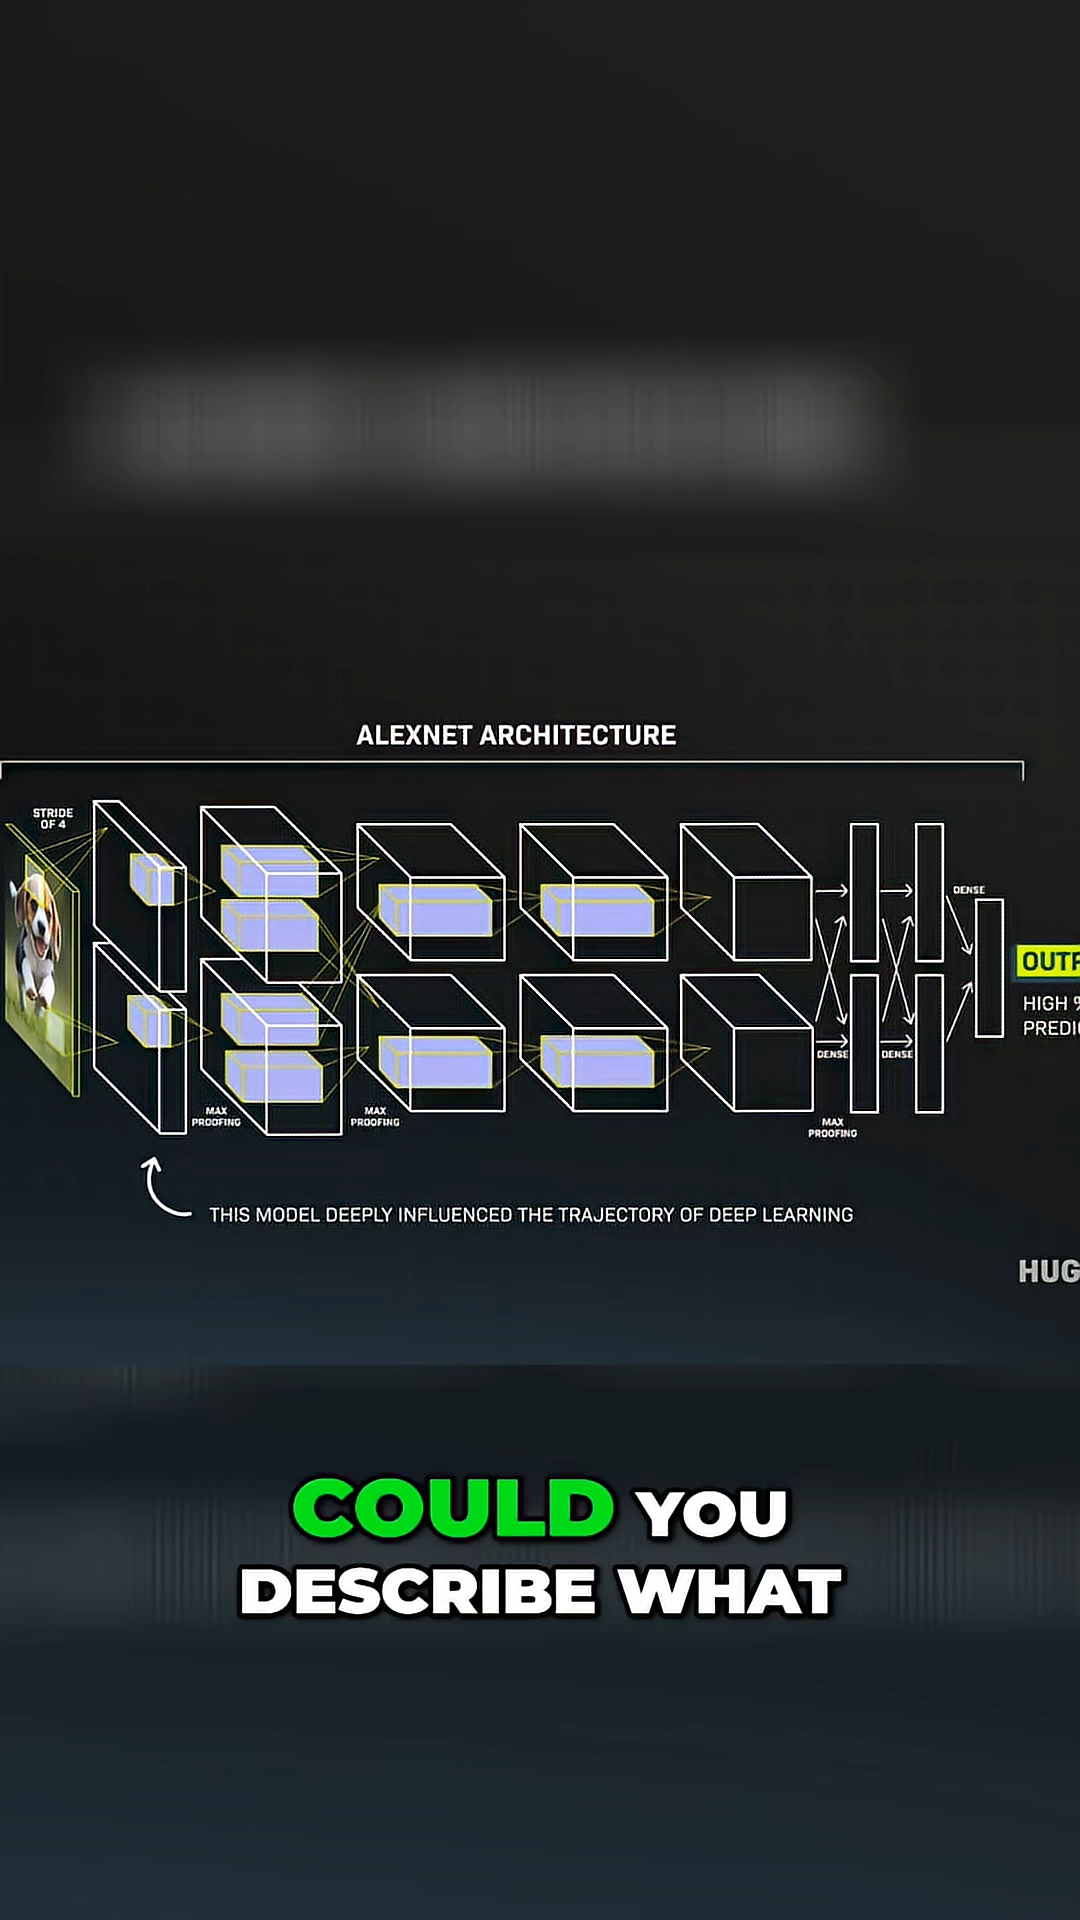 ALEXNET ARCHITECTURE
STRIDE
OF 4
DENSE
OUTP
HIGH %
PREDI
DENSE
DENSE
MAX
PROOFING
MAX
PROOFING
MAX
PROOFING
THIS MODEL DEEPLY INFLUENCED THE TRAJECTORY OF DEEP LEARNING
HUG
COULD YOU
DESCRIBE WHAT